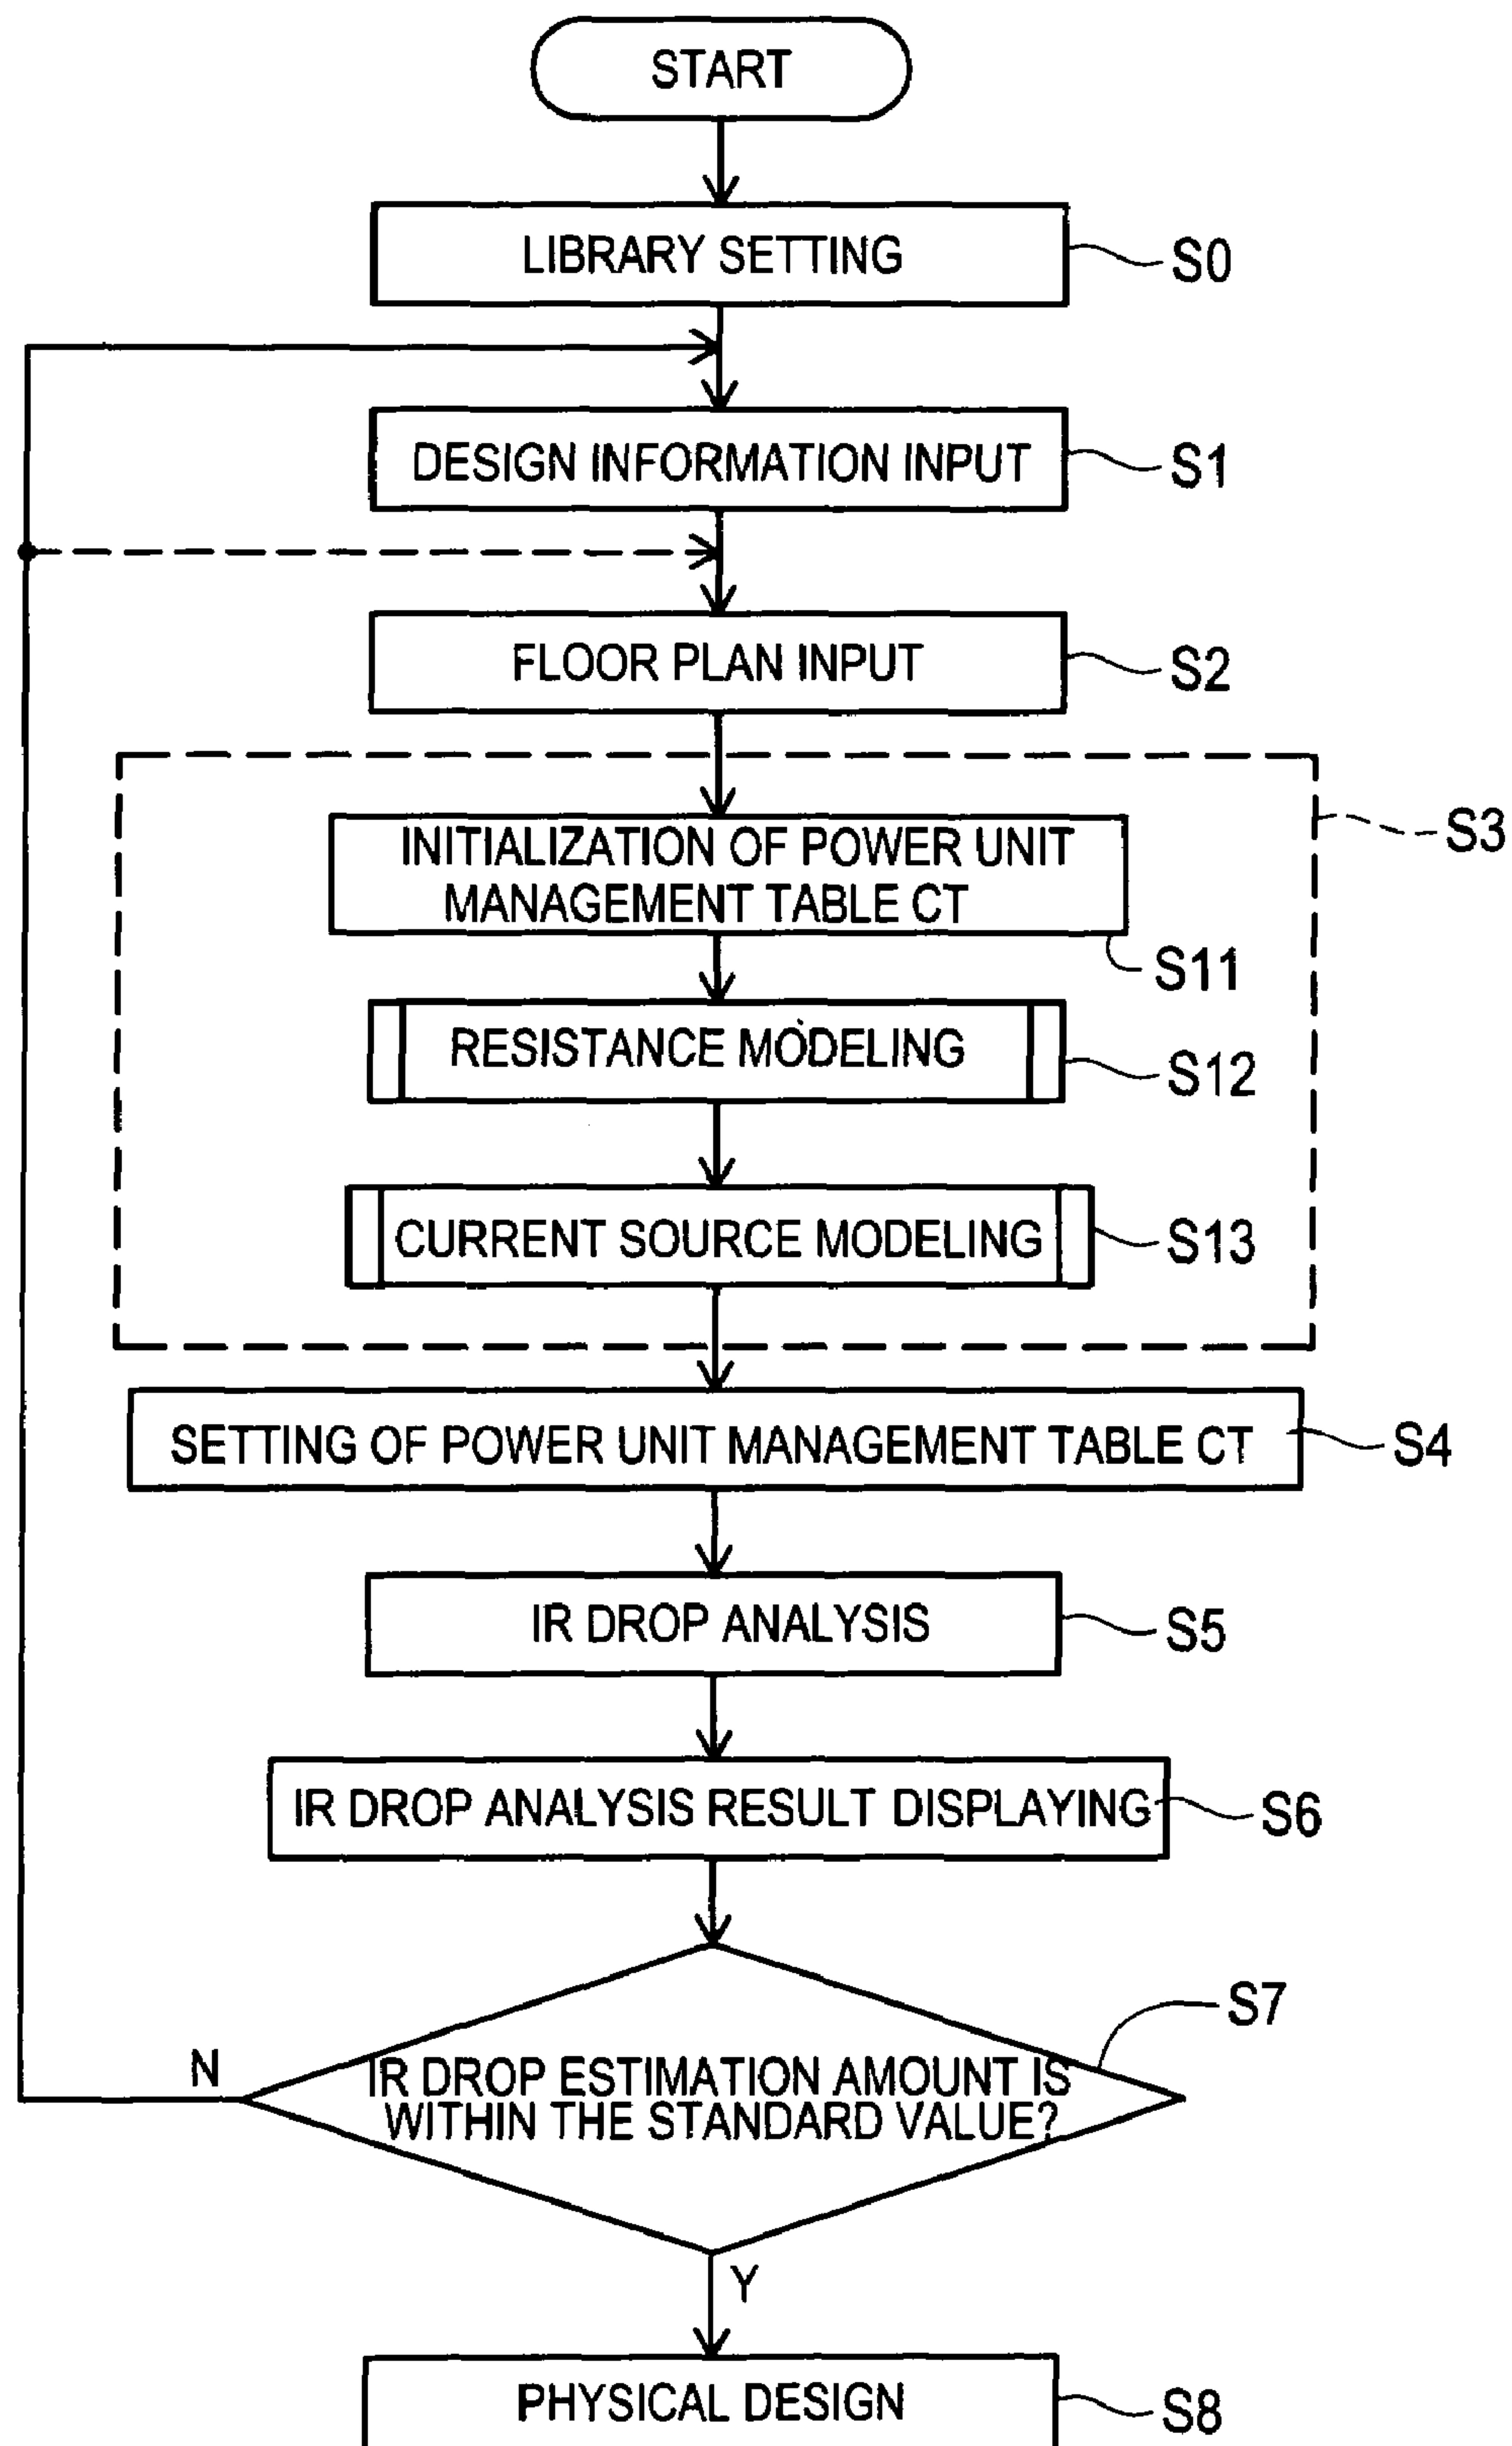 START
LIBRARY SETTING
S0
DESIGN INFORMATION INPUT
S1
FLOOR PLAN INPUT
S2
S3
INITIALIZATION OF POWER UNIT
MANAGEMENT TABLE CT
S11
RESISTANCE MODELING
S12
CURRENT SOURCE MODELING
S13
SETTING OF POWER UNIT MANAGEMENT TABLE CT
S4
IR DROP ANALYSIS
S5
IR DROP ANALYSIS RESULT DISPLAYING
S6
S7
N
IR DROP ESTIMATION AMOUNT IS
WITHIN THE STANDARD VALUE?
Y
PHYSICAL DESIGN
S8